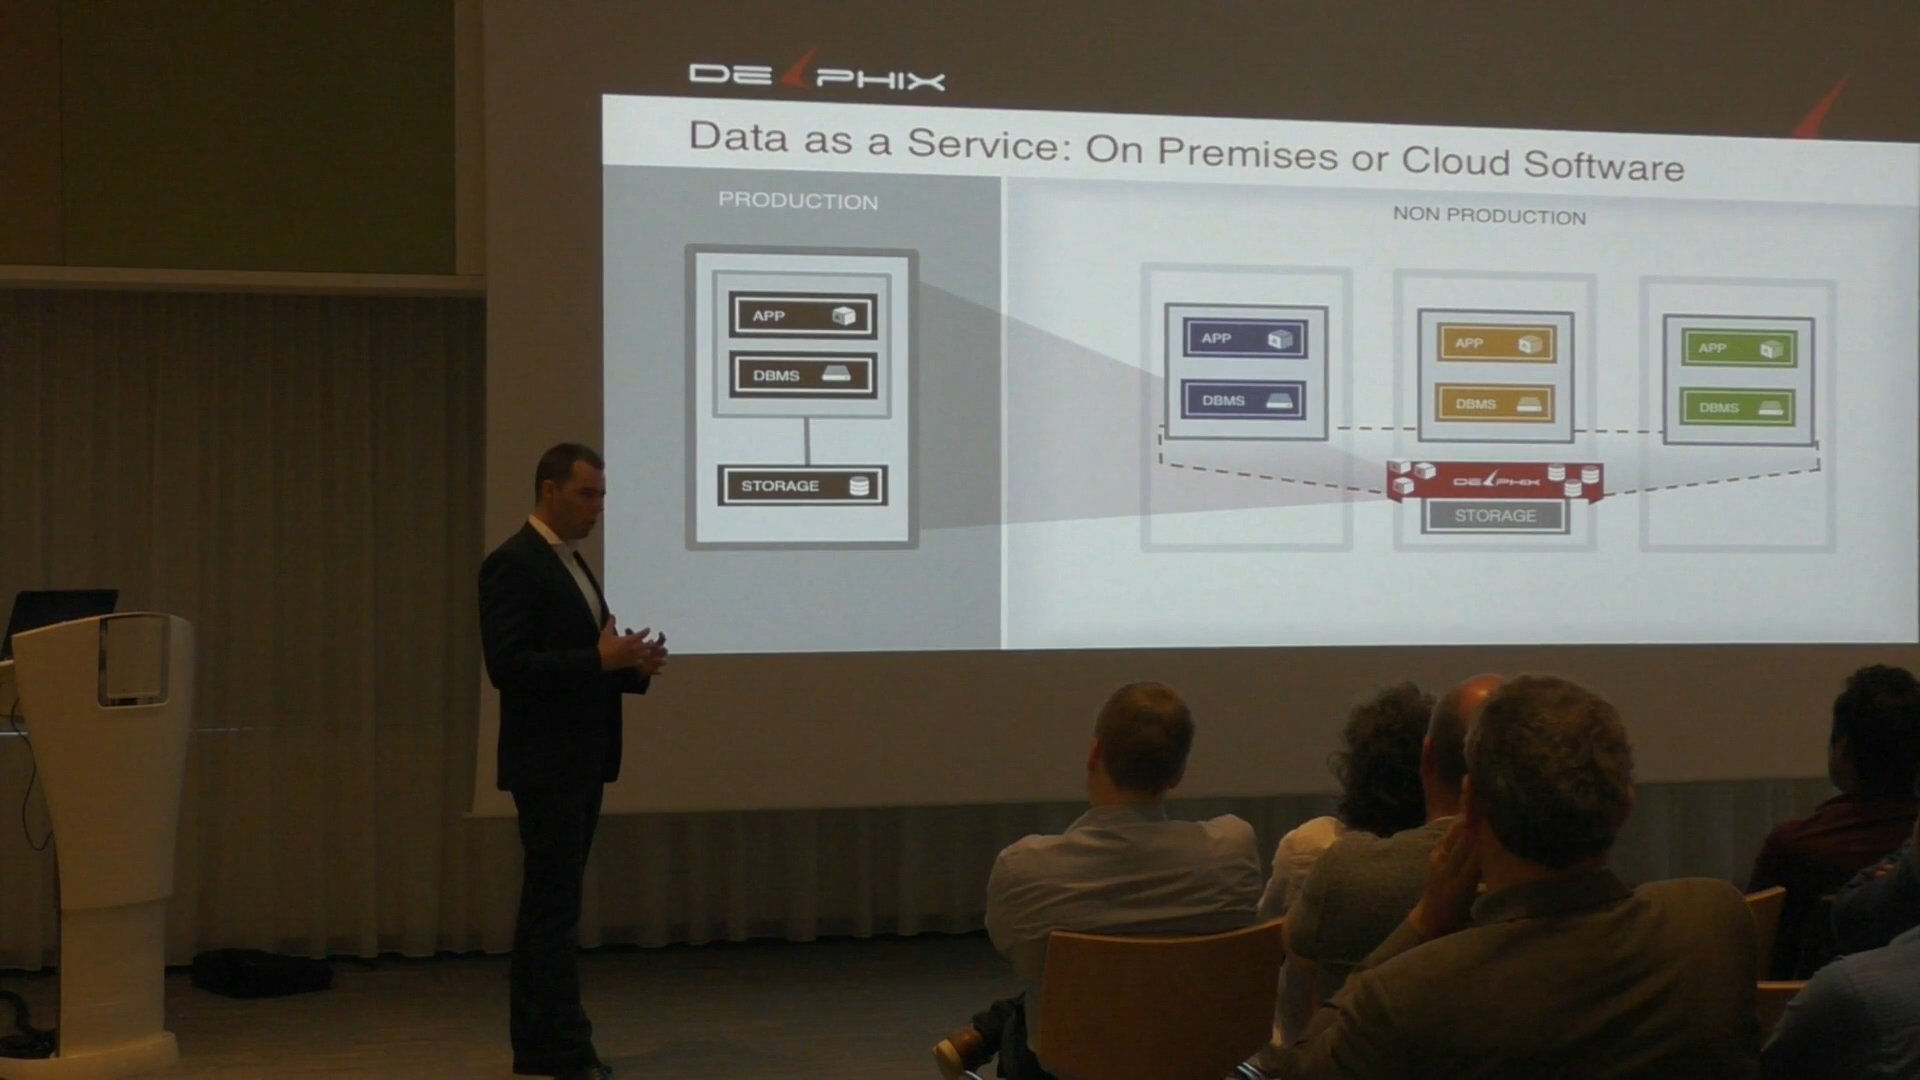 DELPHIX
Data as a Service: On Premises or Cloud Software
PRODUCTION
NON PRODUCTION
APP
DBMS
STORAGE
APP
DBMS
APP
DBMS
APP
DBMS
DELPHIX
STORAGE